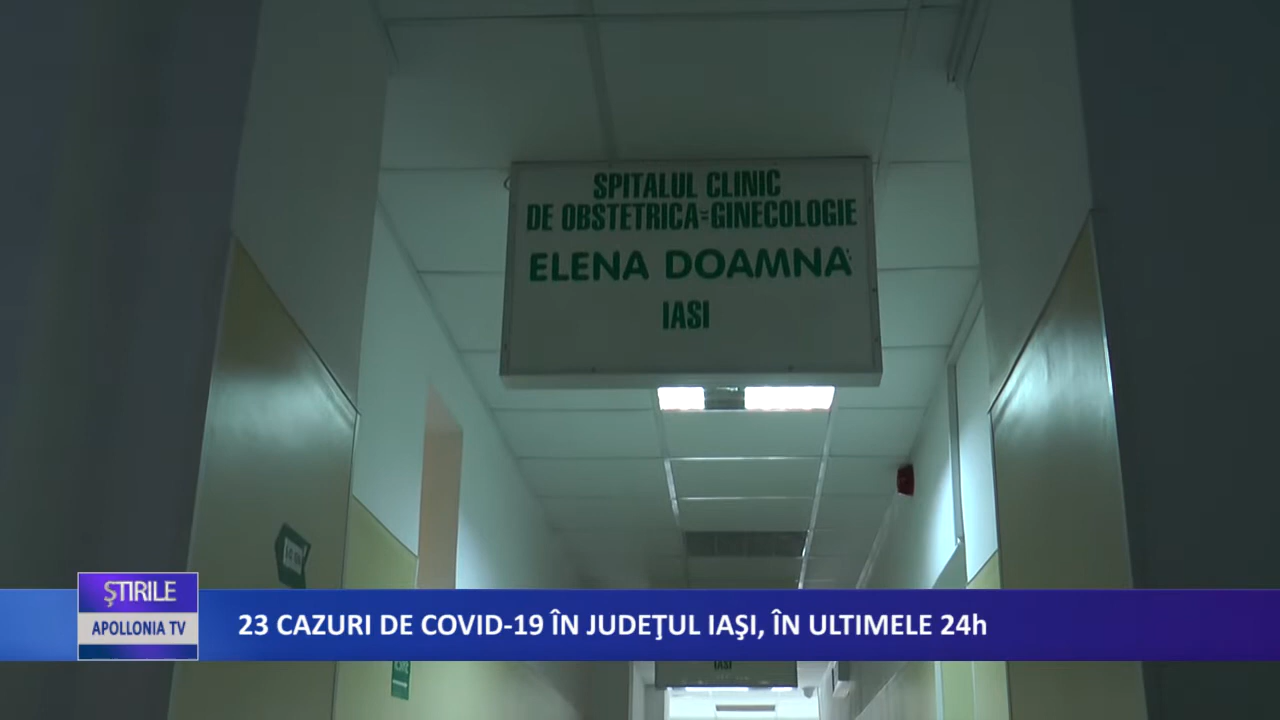 SPITALUL CLINIC
DE OBSTETRICA-GINECOLOGIE
ELENA DOAMNA
IASI
ŞTIRILE
APOLLONIA TV
23 CAZURI DE COVID-19 ÎN JUDEŢUL IAŞI, ÎN ULTIMELE 24h
IASI